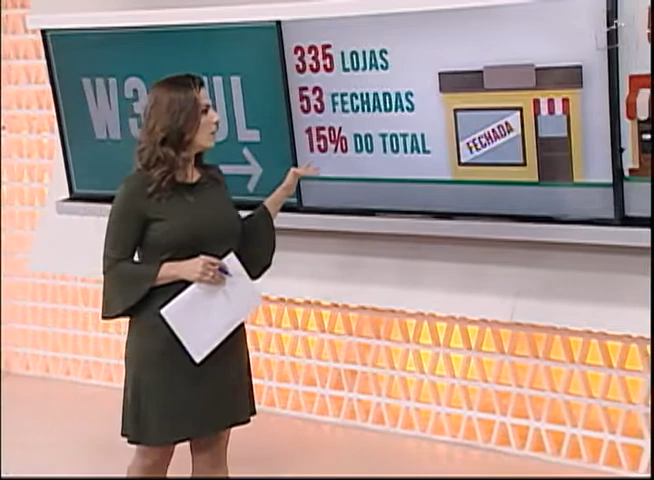 W3 SUL
335 LOJAS
53 FECHADAS
15% DO TOTAL
FECHADA